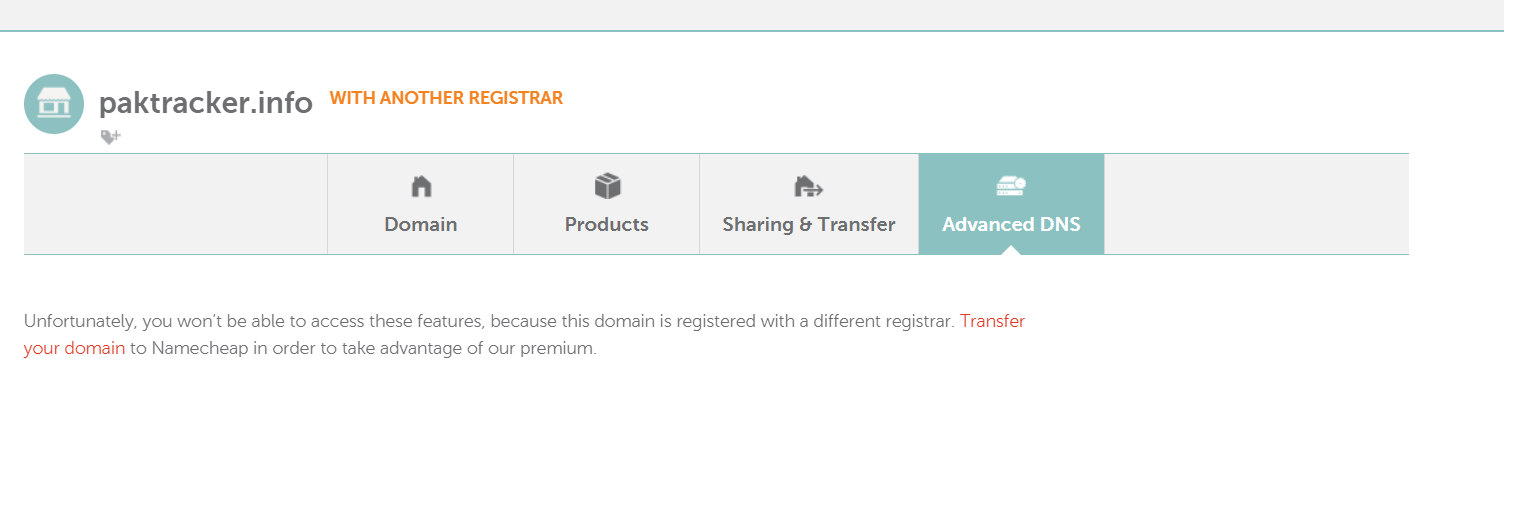 paktracker.info WITH ANOTHER REGISTRAR
Domain
Products
Sharing & Transfer
Advanced DNS
Unfortunately, you won't be able to access these features, because this domain is registered with a different registrar. Transfer
your domain to Namecheap in order to take advantage of our premium.